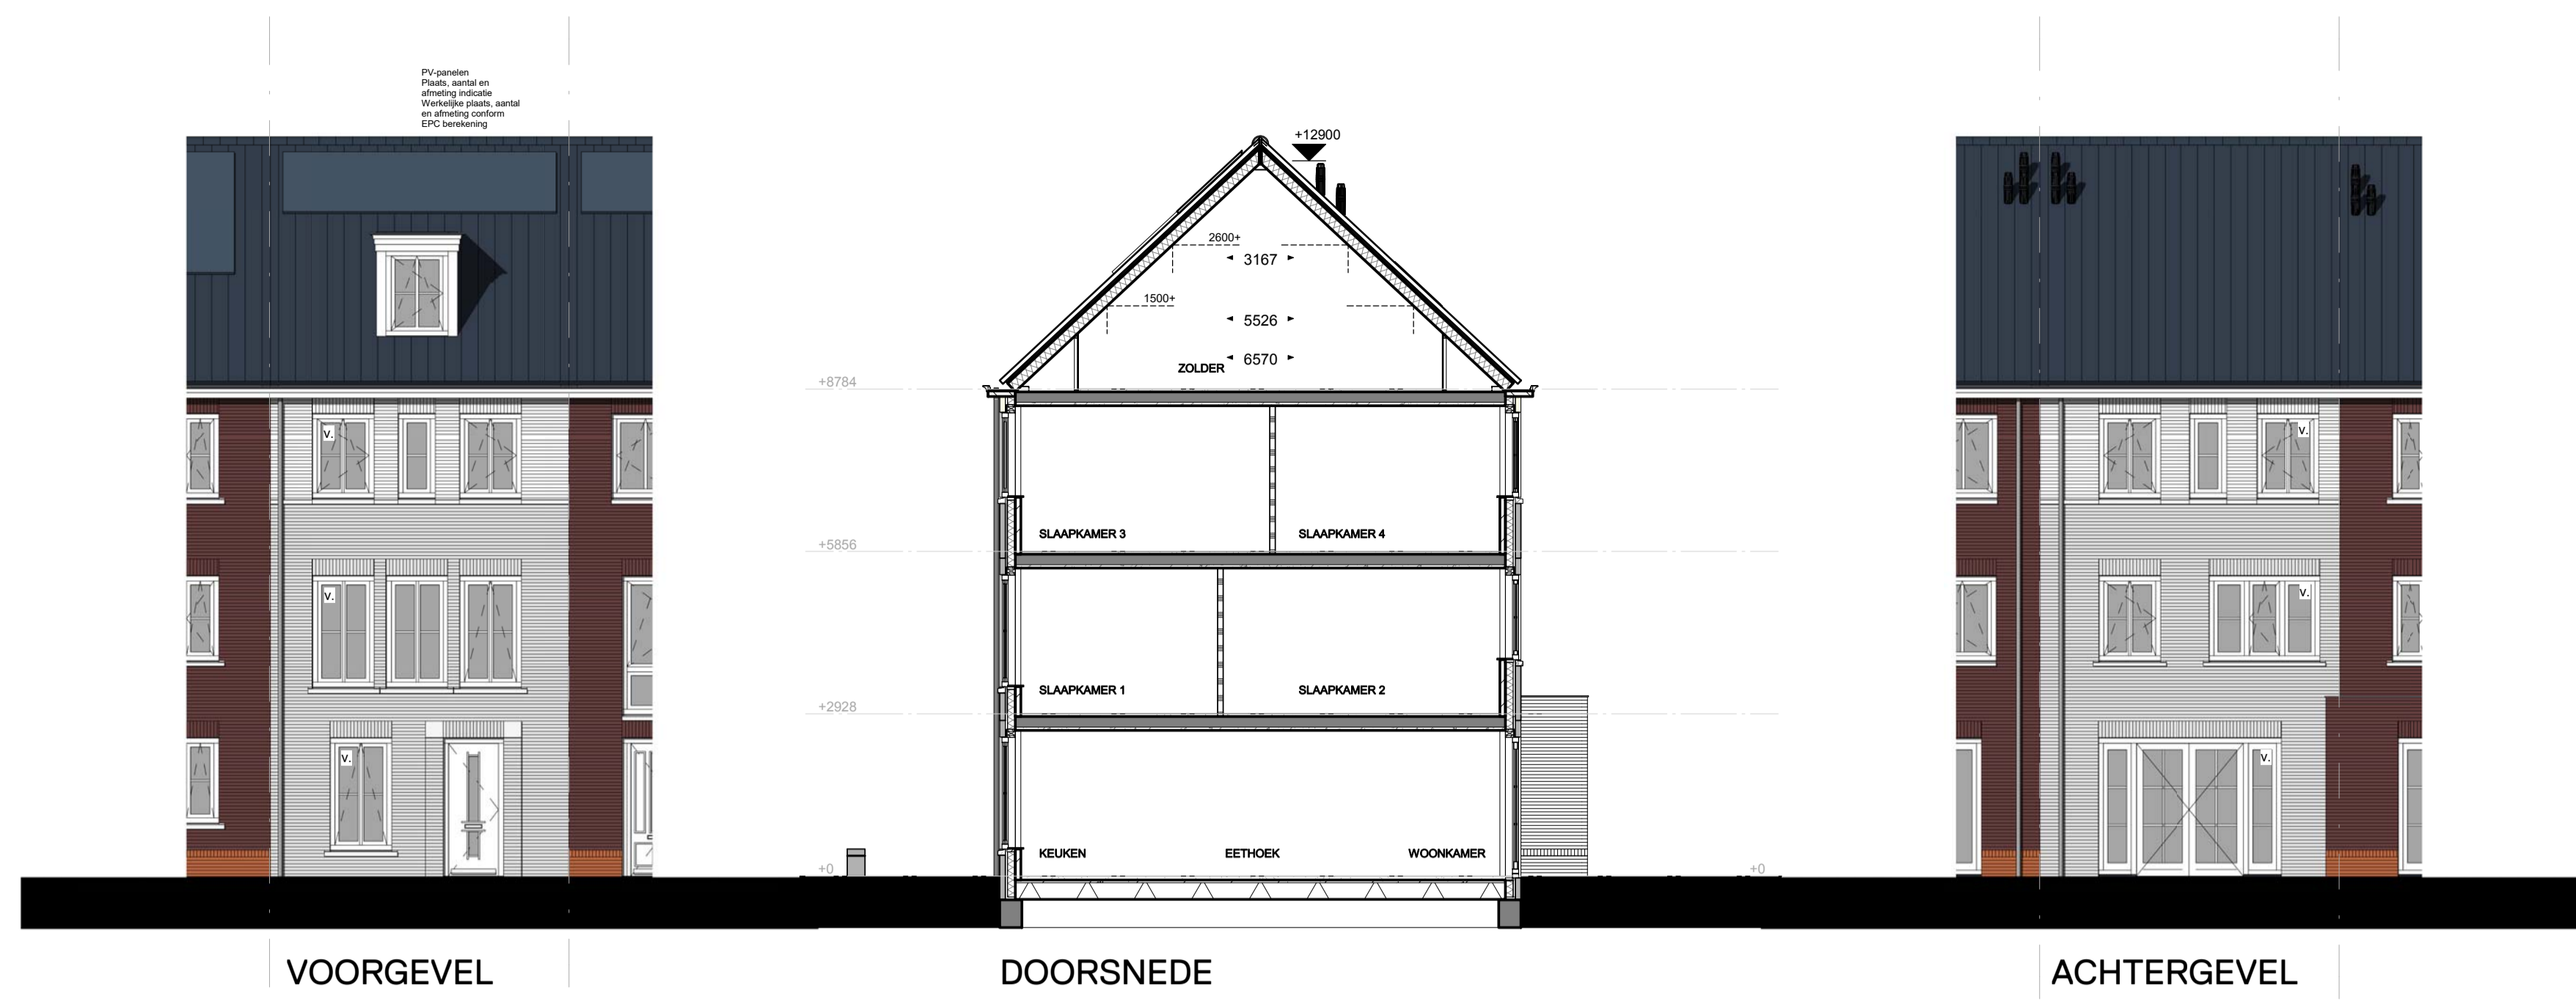 PV-panelen
Plaats, aantal en
afmeting indicatie
Werkelijke plaats, aantal
en afmeting conform
EPC berekening
v.
v.
v.
VOORGEVEL
+12900
2600+
3167
1500+
5526
6570
ZOLDER
+8784
SLAAPKAMER 3
SLAAPKAMER 4
+5856
SLAAPKAMER 1
SLAAPKAMER 2
+2928
KEUKEN
EETHOEK
WOONKAMER
+0
+0
DOORSNEDE
v.
v.
v.
ACHTERGEVEL